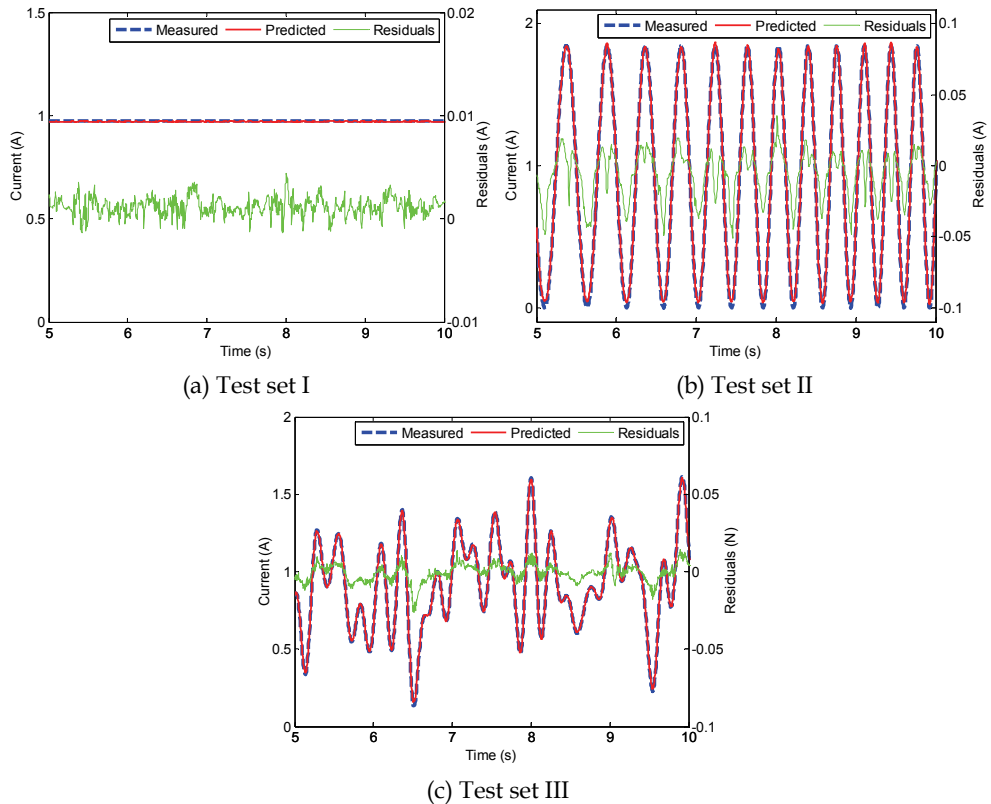 1.5
1
0.5
0
Current (A)
Measured Predicted Residuals
0.02
0.01
0
-0.01
Residuals (A)
5 6 7 8 9 10
Time (s)
(a) Test set I
2
1
0
Current (A)
Measured Predicted Residuals
0.1
0.05
0
-0.05
-0.1
Residuals (A)
5 6 7 8 9 10
Time (s)
(b) Test set II
2
1.5
1
0.5
0
Current (A)
Measured Predicted Residuals
0.1
0.05
0
-0.05
-0.1
Residuals (N)
5 6 7 8 9 10
Time (s)
(c) Test set III